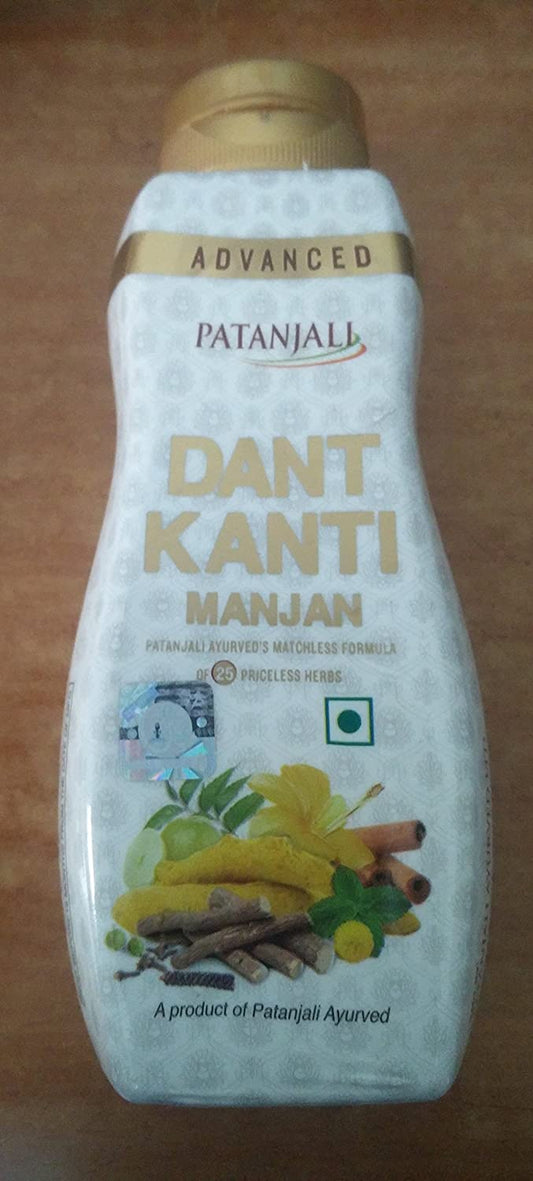 ADVANCED
PATANJALI
DANT
KANTI
MANJAN
PATANJALI AYURVED'S MATCHLESS FORMULA
OF 25 PRICELESS HERBS
A product of Patanjali Ayurved